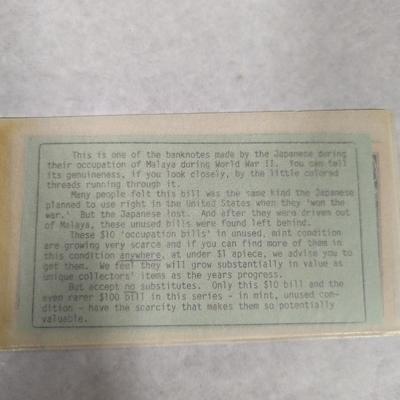 This is one of the banknotes made by the Japanese during
their occupation of Malaya during World War II. You can tell
its genuineness, if you look closely, by the little colored
threads running through it.
Many people felt this bill was the same kind the Japanese
planned to use right in the United States when they 'won the
war.' But the Japanese lost. And after they were driven out
of Malaya, these unused bills were found left behind.
These $10 'occupation bills' in unused, mint condition
are growing very scarce and if you can find more of them in
this condition anywhere, at under $1 apiece, we advise you to
get them. We feel they will grow substantially in value as
unique collectors' items as the years progress.
But accept no substitutes. Only this $10 bill and the
even rarer $100 bill in this series - in mint, unused con-
dition - have the scarcity that makes them so potentially
valuable.